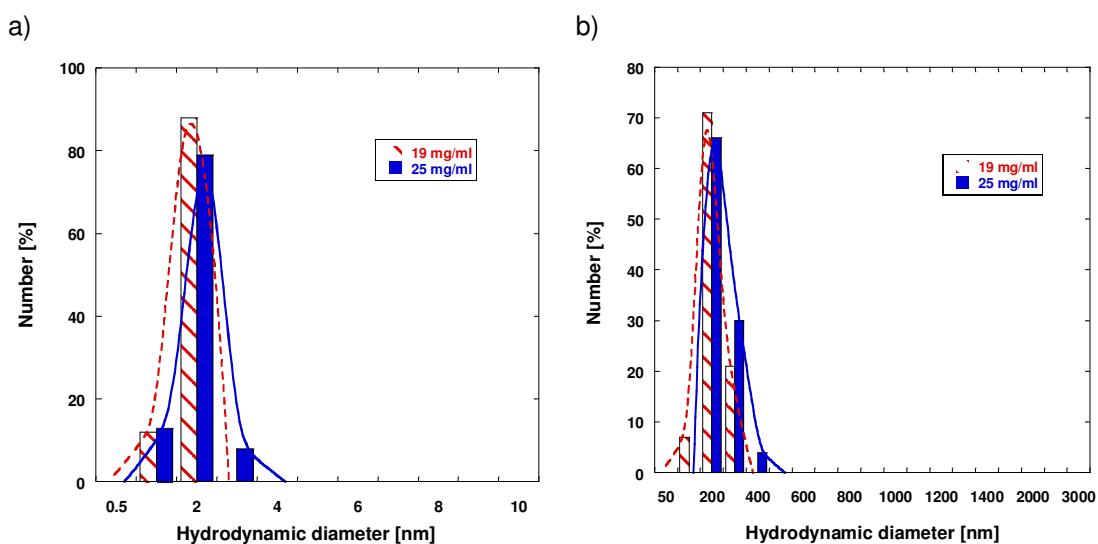 a)
100
80
60
40
20
0
Number [%]
19 mg/ml
25 mg/ml
0.5 2 4 6 8 10
Hydrodynamic diameter [nm]
b)
80
70
60
50
40
30
20
10
0
Number [%]
19 mg/ml
25 mg/ml
50 200 400 600 800 1000 1200 1400 2000 3000
Hydrodynamic diameter [nm]